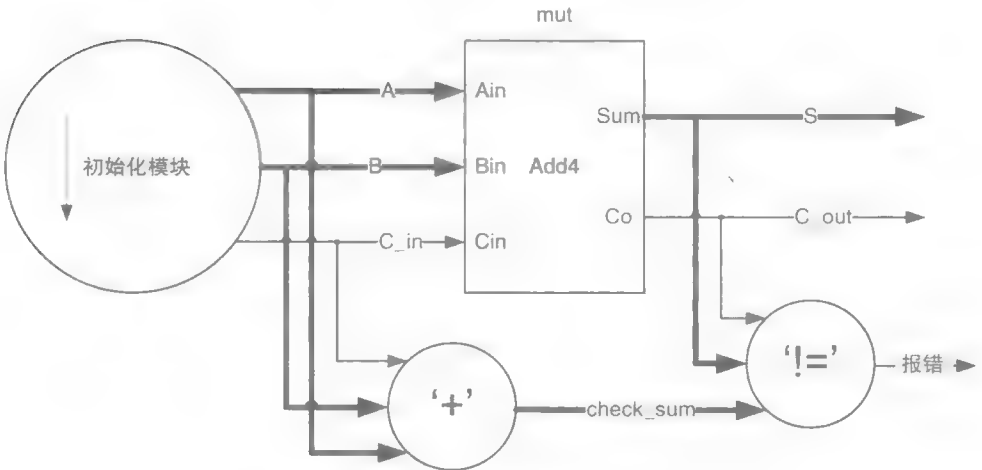 mut
A
Ain
Sum
S
初始化模块
B
Bin
Add4
Co
C_out
C_in
Cin
‘+’
check_sum
‘!=’
报错